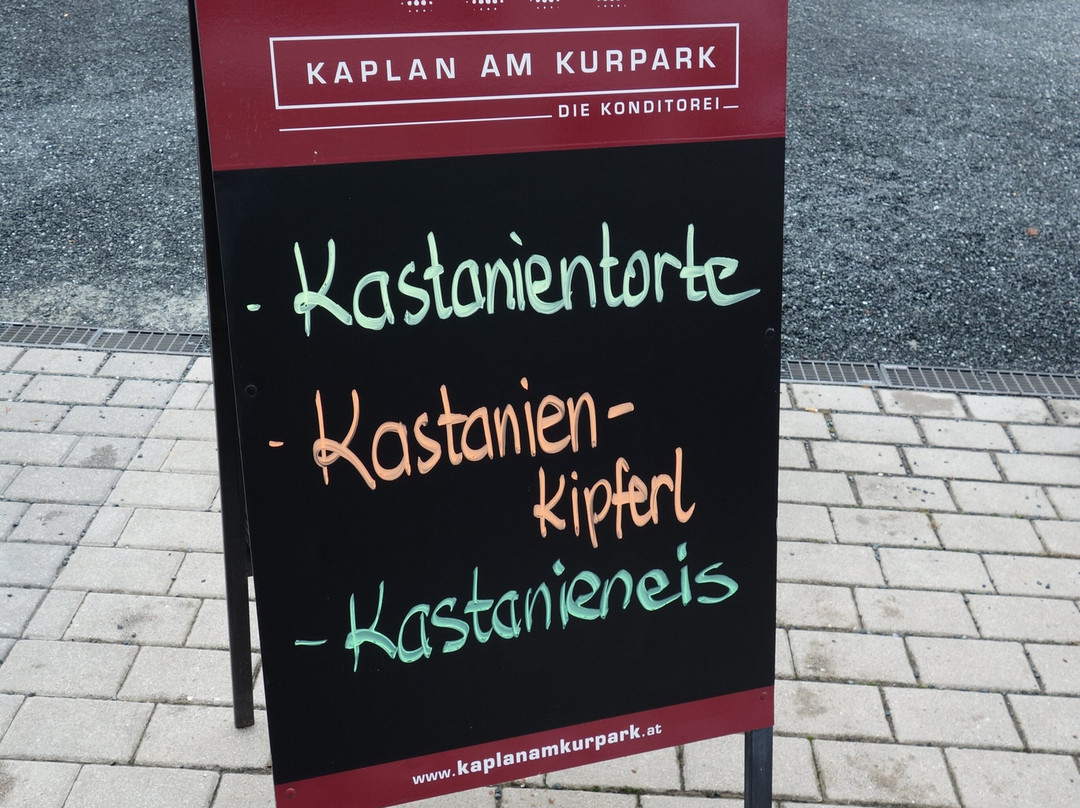 KAPLAN AM KURPARK
DIE KONDITOREI
- Kastanientorte
- Kastanien-
kipferl
- Kastanieneis
www.kaplanamkurpark.at